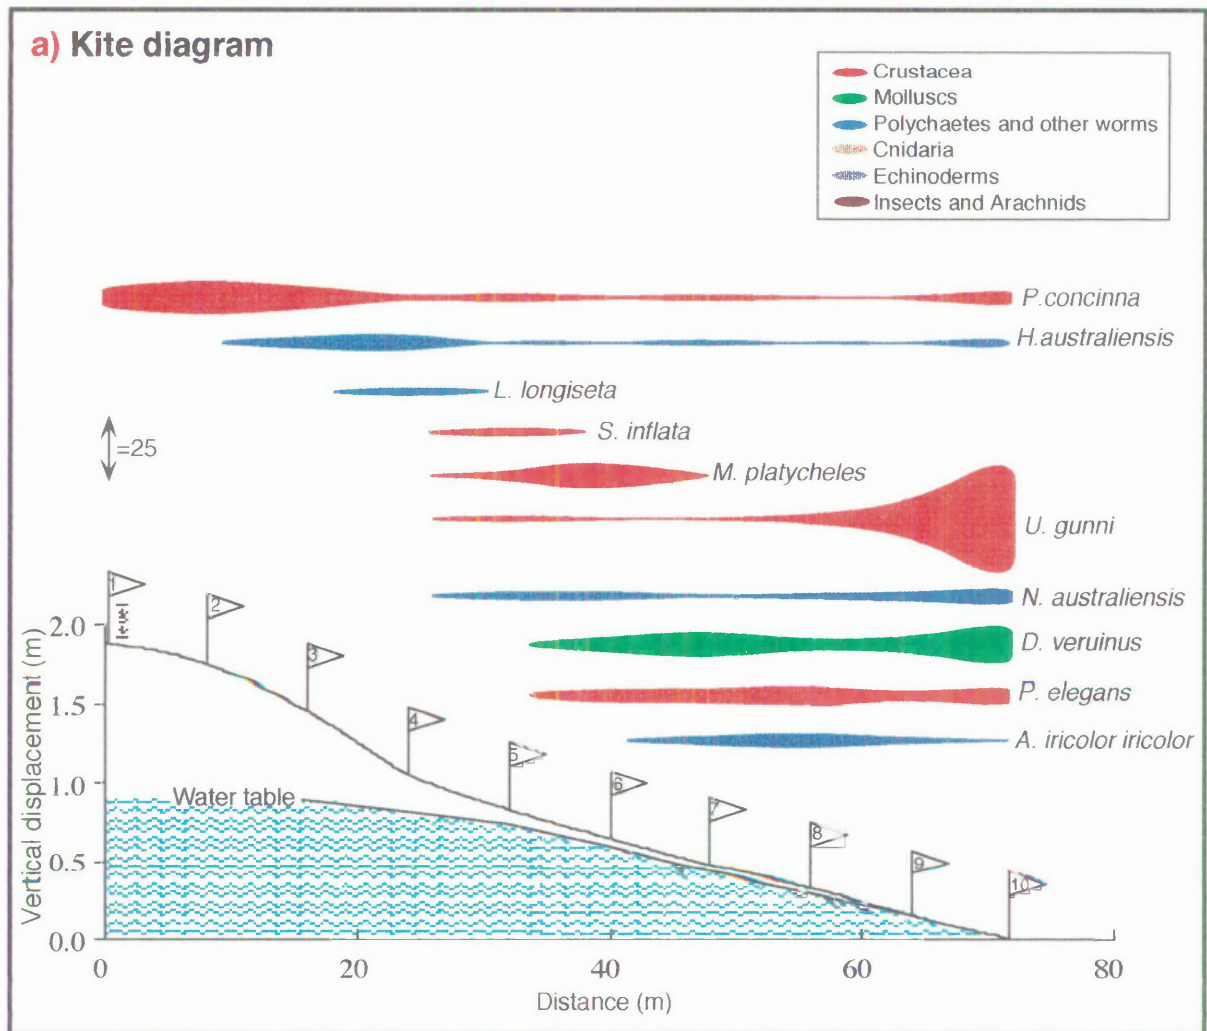 a) Kite diagram
Crustacea
Molluscs
Polychaetes and other worms
Cnidaria
Echinoderms
Insects and Arachnids
P.concinna
H.australiensis
L. longiseta
S. inflata
=25
M. platycheles
U. gunni
N. australiensis
D. veruinus
P. elegans
A. iricolor iricolor
1
level
2
3
4
5
6
7
8
9
10
Water table
Vertical displacement (m)
2.0
1.5
1.0
0.5
0.0
0
20
40
60
80
Distance (m)